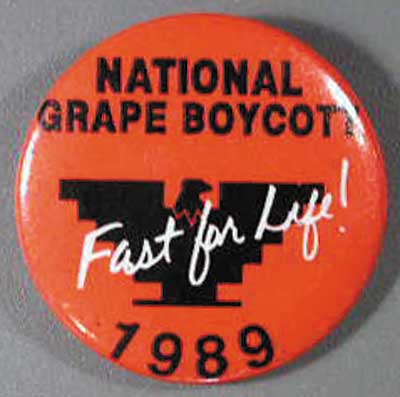 NATIONAL
GRAPE BOYCOTT
Fast for Life!
1989